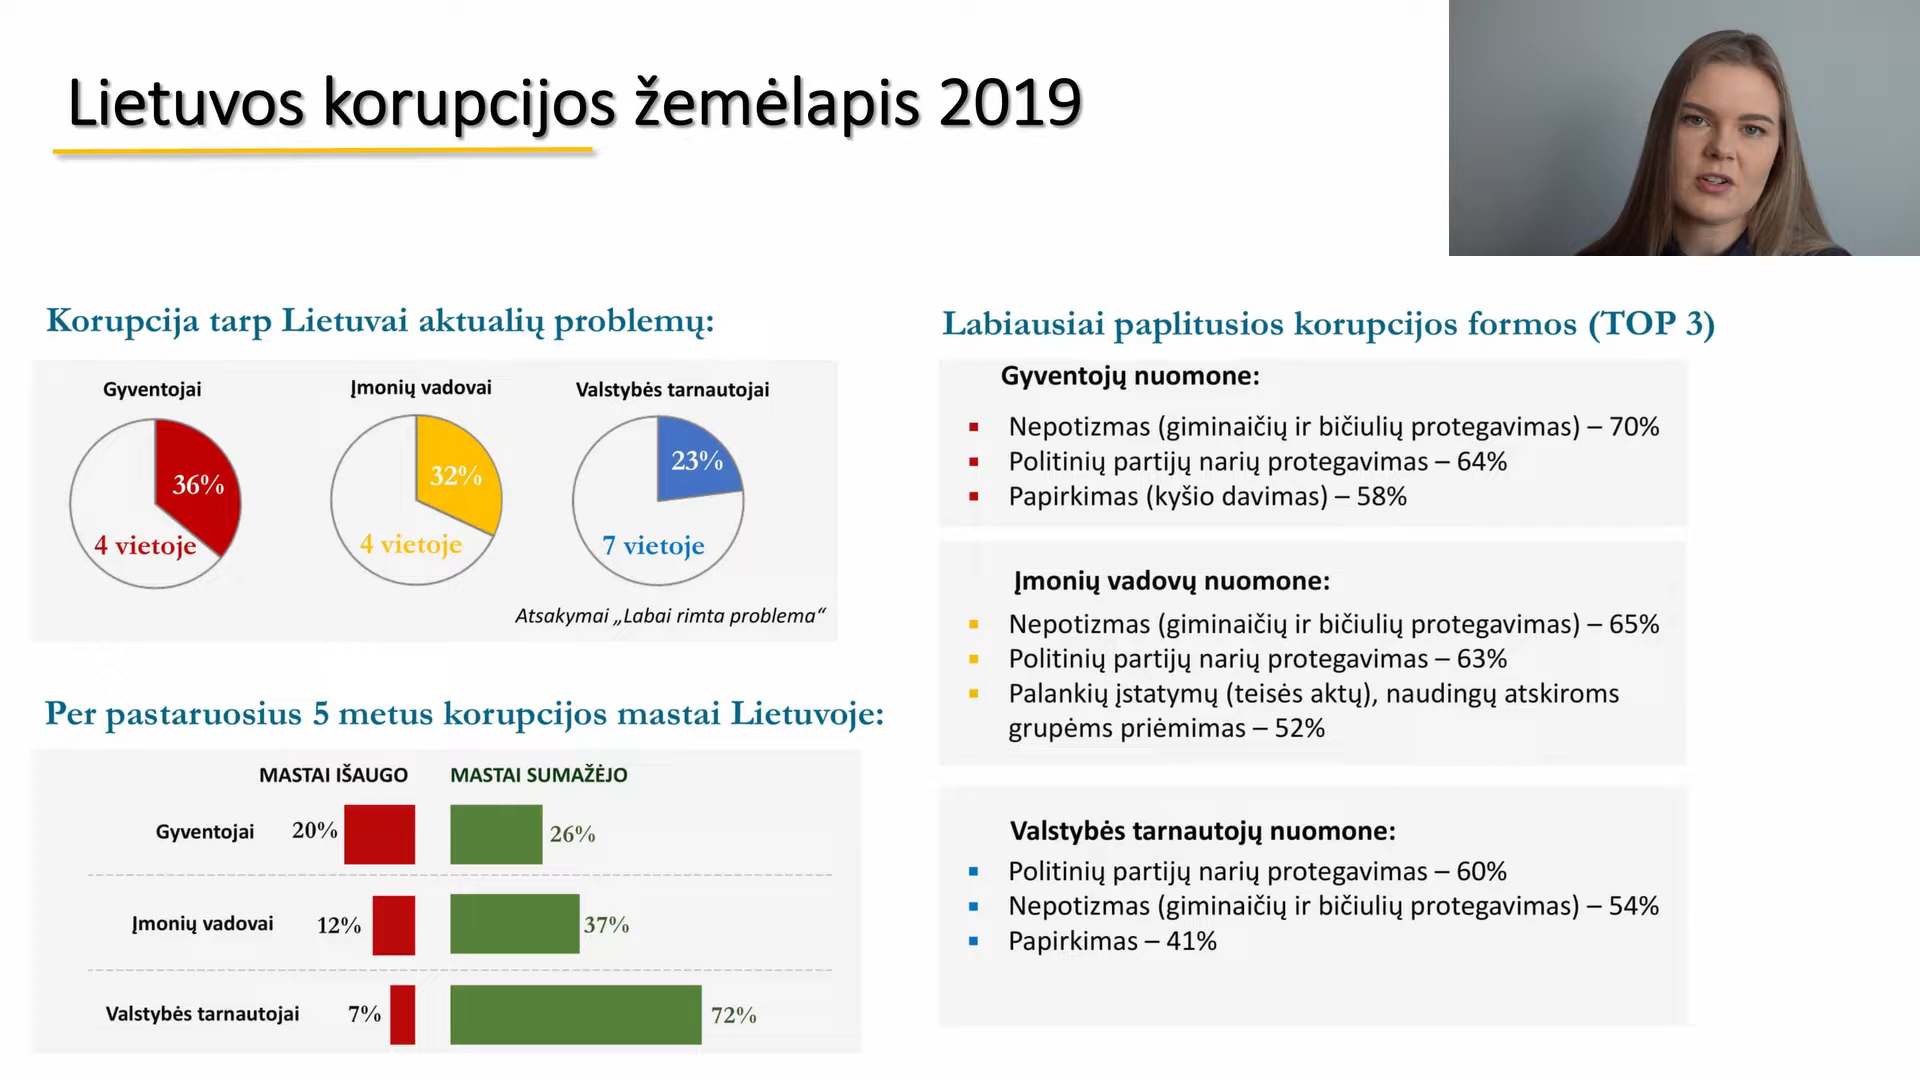 Lietuvos korupcijos žemėlapis 2019
Korupcija tarp Lietuvai aktualių problemų:
Gyventojai
Įmonių vadovai
Valstybės tarnautojai
36%
4 vietoje
32%
4 vietoje
23%
7 vietoje
Atsakymai „Labai rimta problema“
Per pastaruosius 5 metus korupcijos mastai Lietuvoje:
MASTAI IŠAUGO
MASTAI SUMAŽĖJO
Gyventojai 20% 26%
Įmonių vadovai 12% 37%
Valstybės tarnautojai 7% 72%
Labiausiai paplitusios korupcijos formos (TOP 3)
Gyventojų nuomone:
▪ Nepotizmas (giminaičių ir bičiulių protegavimas) – 70%
▪ Politinių partijų narių protegavimas – 64%
▪ Papirkimas (kyšio davimas) – 58%
Įmonių vadovų nuomone:
▪ Nepotizmas (giminaičių ir bičiulių protegavimas) – 65%
▪ Politinių partijų narių protegavimas – 63%
▪ Palankių įstatymų (teisės aktų), naudingų atskiroms
grupėms priėmimas – 52%
Valstybės tarnautojų nuomone:
▪ Politinių partijų narių protegavimas – 60%
▪ Nepotizmas (giminaičių ir bičiulių protegavimas) – 54%
▪ Papirkimas – 41%